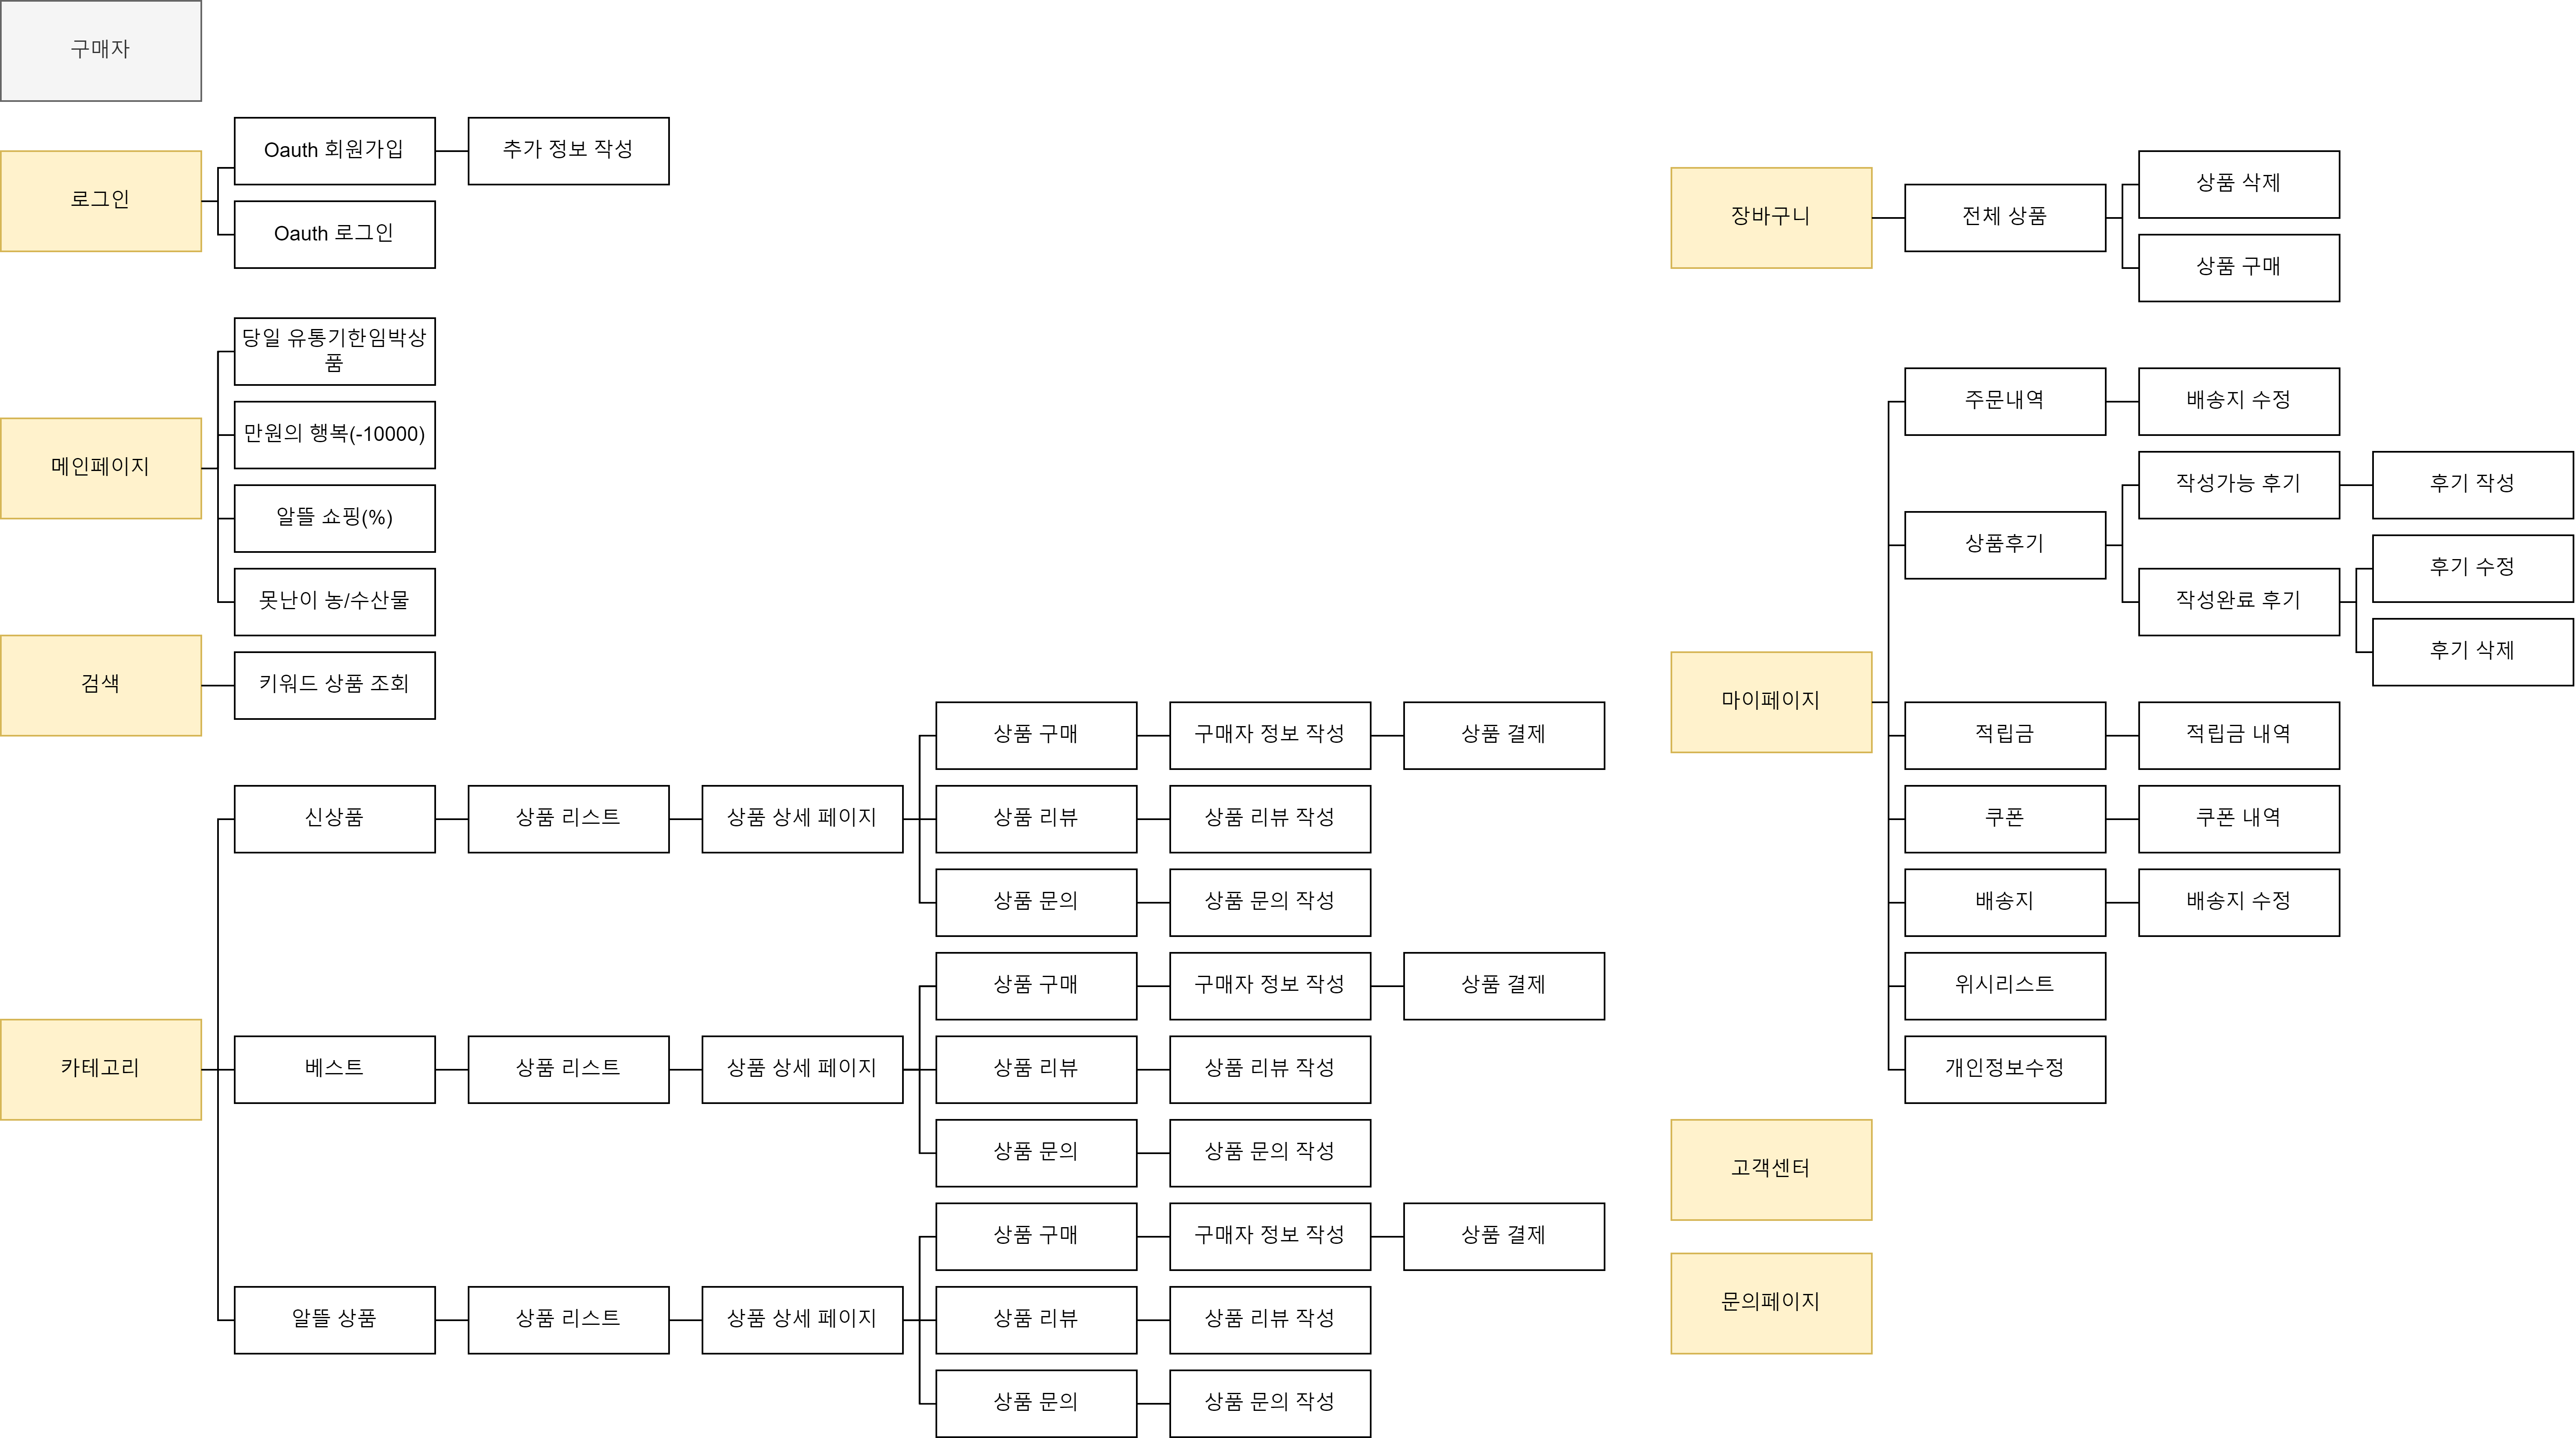 구매자
로그인
Oauth 회원가입
추가 정보 작성
Oauth 로그인
메인페이지
당일 유통기한임박상
품
만원의 행복(-10000)
알뜰 쇼핑(%)
못난이 농/수산물
검색
키워드 상품 조회
카테고리
신상품
상품 리스트
상품 상세 페이지
상품 구매
구매자 정보 작성
상품 결제
상품 리뷰
상품 리뷰 작성
상품 문의
상품 문의 작성
베스트
상품 리스트
상품 상세 페이지
상품 구매
구매자 정보 작성
상품 결제
상품 리뷰
상품 리뷰 작성
상품 문의
상품 문의 작성
알뜰 상품
상품 리스트
상품 상세 페이지
상품 구매
구매자 정보 작성
상품 결제
상품 리뷰
상품 리뷰 작성
상품 문의
상품 문의 작성
장바구니
전체 상품
상품 삭제
상품 구매
마이페이지
주문내역
배송지 수정
상품후기
작성가능 후기
후기 작성
작성완료 후기
후기 수정
후기 삭제
적립금
적립금 내역
쿠폰
쿠폰 내역
배송지
배송지 수정
위시리스트
개인정보수정
고객센터
문의페이지